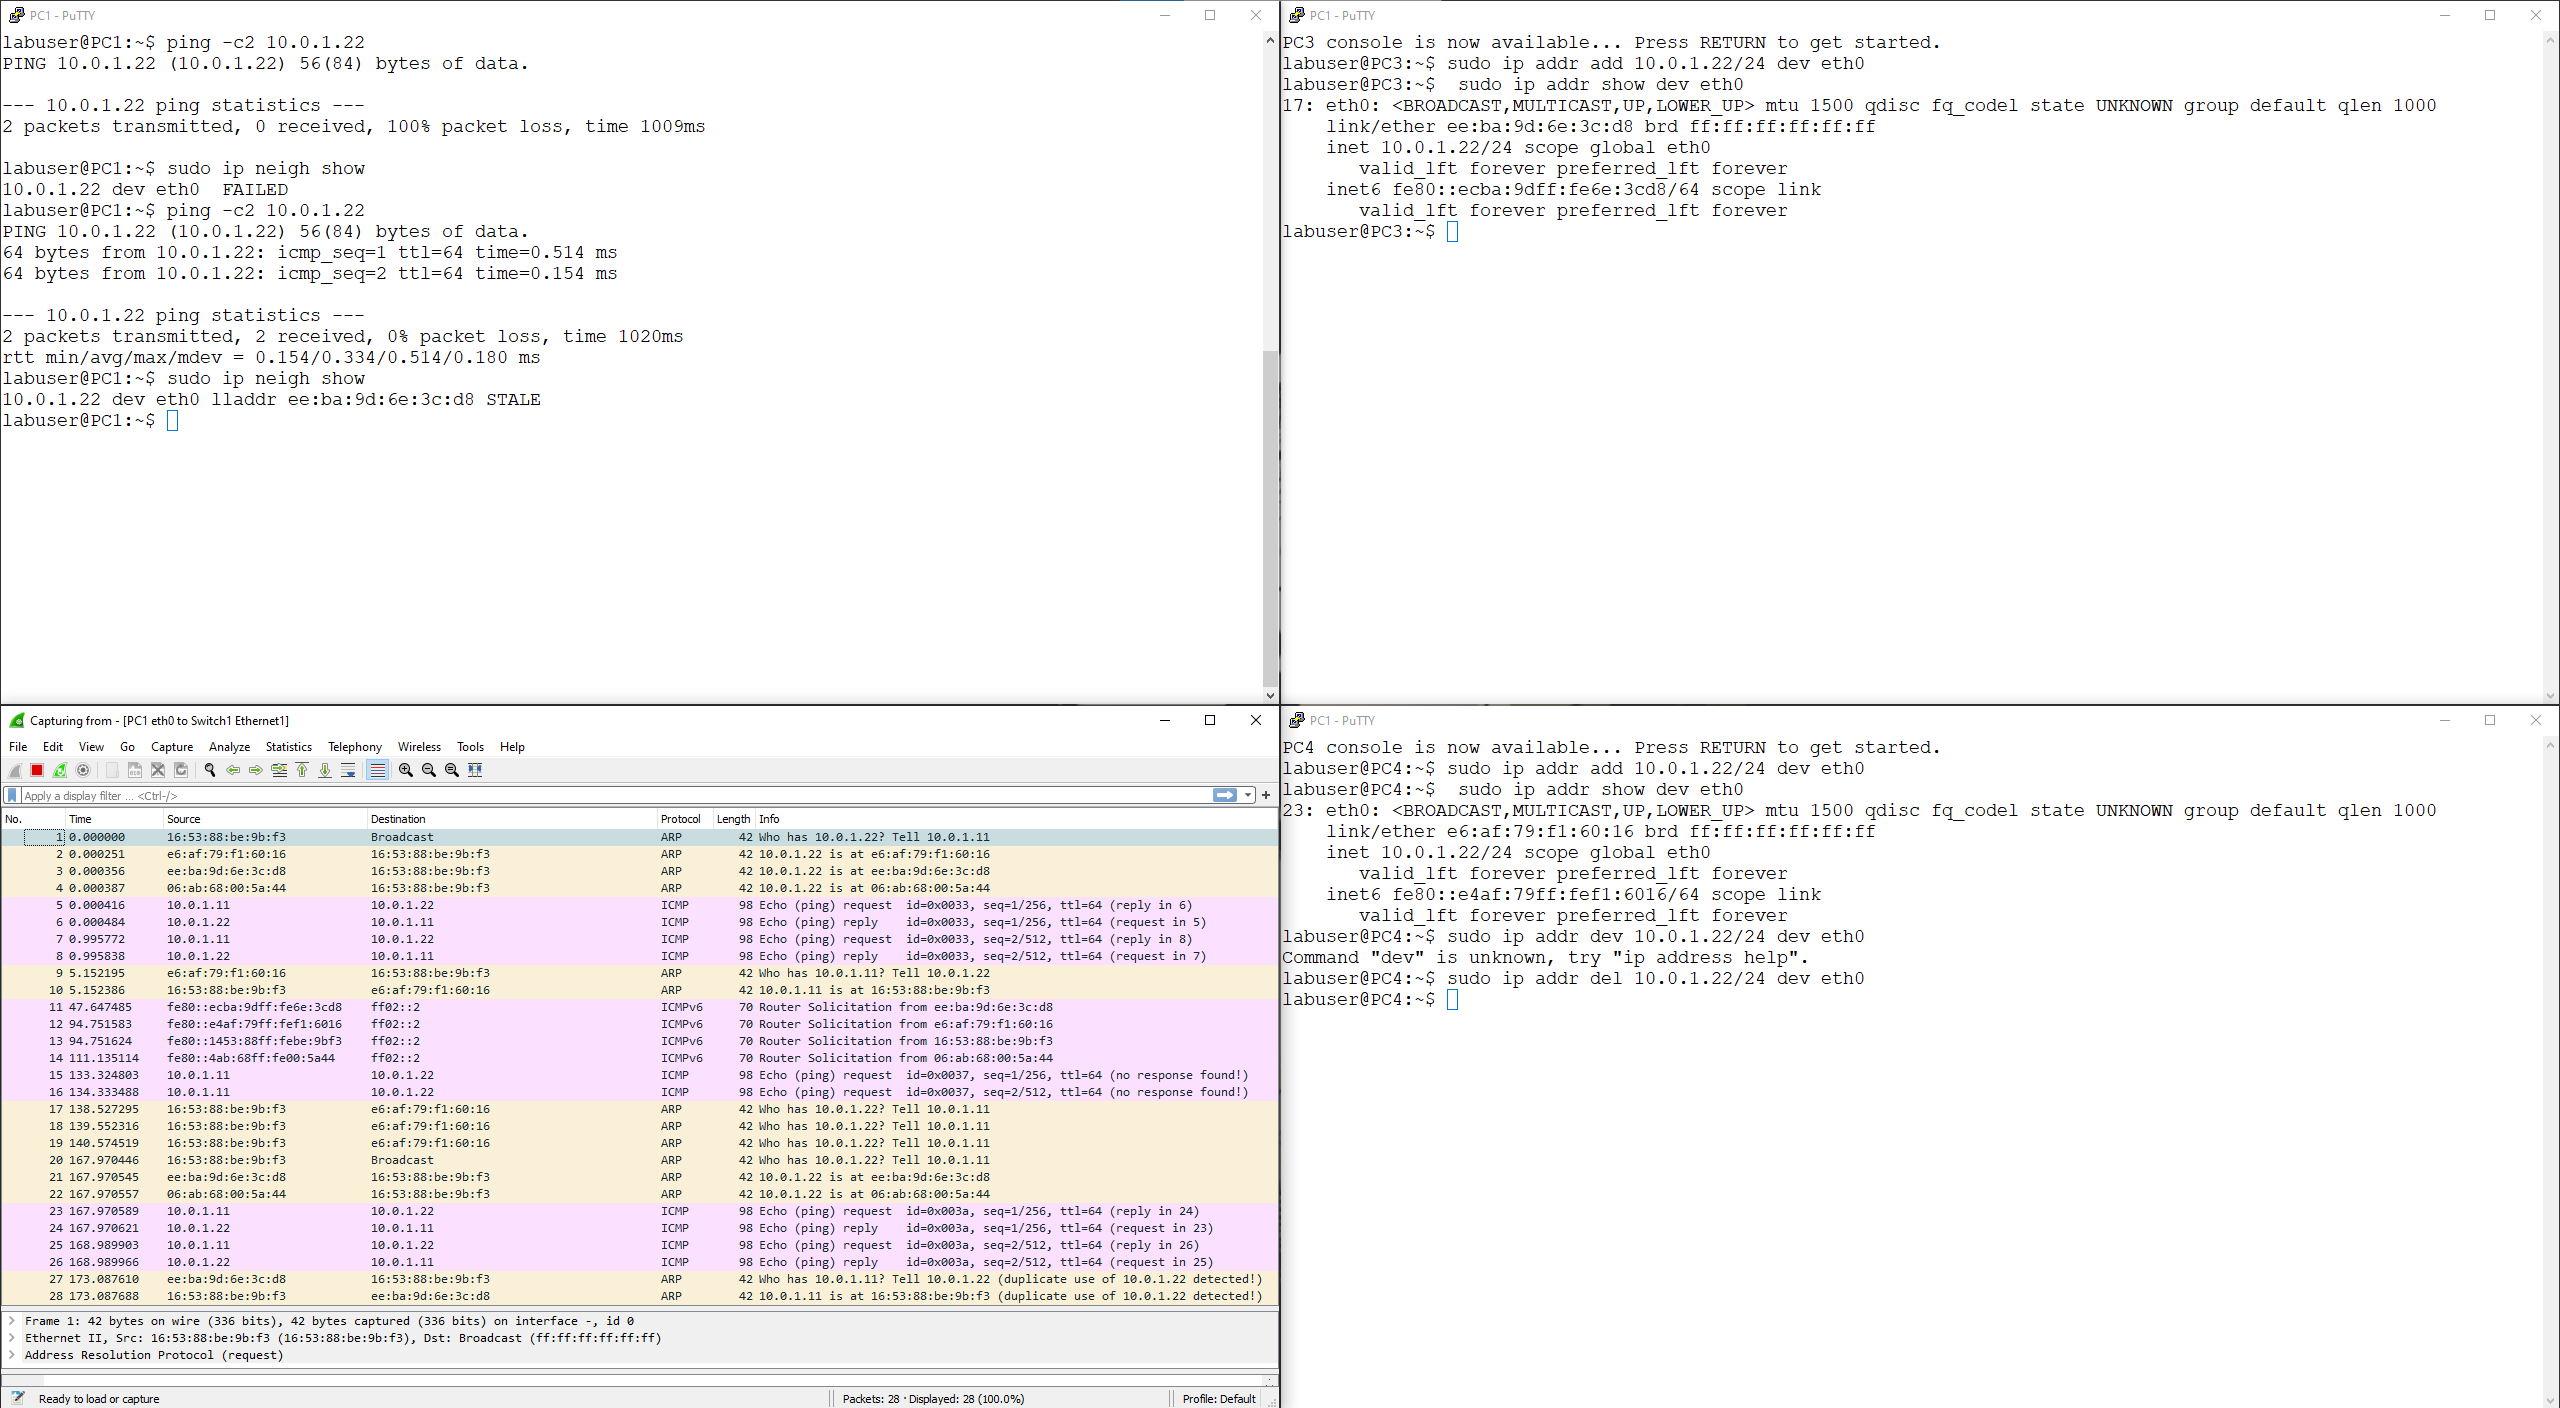 PC1 - PuTTY
labuser@PC1:~$ ping -c2 10.0.1.22
PING 10.0.1.22 (10.0.1.22) 56(84) bytes of data.
--- 10.0.1.22 ping statistics ---
2 packets transmitted, 0 received, 100% packet loss, time 1009ms
labuser@PC1:~$ sudo ip neigh show
10.0.1.22 dev eth0  FAILED
labuser@PC1:~$ ping -c2 10.0.1.22
PING 10.0.1.22 (10.0.1.22) 56(84) bytes of data.
64 bytes from 10.0.1.22: icmp_seq=1 ttl=64 time=0.514 ms
64 bytes from 10.0.1.22: icmp_seq=2 ttl=64 time=0.154 ms
--- 10.0.1.22 ping statistics ---
2 packets transmitted, 2 received, 0% packet loss, time 1020ms
rtt min/avg/max/mdev = 0.154/0.334/0.514/0.180 ms
labuser@PC1:~$ sudo ip neigh show
10.0.1.22 dev eth0 lladdr ee:ba:9d:6e:3c:d8 STALE
labuser@PC1:~$
PC1 - PuTTY
PC3 console is now available... Press RETURN to get started.
labuser@PC3:~$ sudo ip addr add 10.0.1.22/24 dev eth0
labuser@PC3:~$  sudo ip addr show dev eth0
17: eth0: <BROADCAST,MULTICAST,UP,LOWER_UP> mtu 1500 qdisc fq_codel state UNKNOWN group default qlen 1000
link/ether ee:ba:9d:6e:3c:d8 brd ff:ff:ff:ff:ff:ff
inet 10.0.1.22/24 scope global eth0
valid_lft forever preferred_lft forever
inet6 fe80::ecba:9dff:fe6e:3cd8/64 scope link
valid_lft forever preferred_lft forever
labuser@PC3:~$
Capturing from - [PC1 eth0 to Switch1 Ethernet1]
File Edit View Go Capture Analyze Statistics Telephony Wireless Tools Help
Apply a display filter ... <Ctrl-/>
No. Time Source Destination Protocol Length Info
1 0.000000 16:53:88:be:9b:f3 Broadcast ARP 42 Who has 10.0.1.22? Tell 10.0.1.11
2 0.000251 e6:af:79:f1:60:16 16:53:88:be:9b:f3 ARP 42 10.0.1.22 is at e6:af:79:f1:60:16
3 0.000356 ee:ba:9d:6e:3c:d8 16:53:88:be:9b:f3 ARP 42 10.0.1.22 is at ee:ba:9d:6e:3c:d8
4 0.000387 06:ab:68:00:5a:44 16:53:88:be:9b:f3 ARP 42 10.0.1.22 is at 06:ab:68:00:5a:44
5 0.000416 10.0.1.11 10.0.1.22 ICMP 98 Echo (ping) request id=0x0033, seq=1/256, ttl=64 (reply in 6)
6 0.000484 10.0.1.22 10.0.1.11 ICMP 98 Echo (ping) reply id=0x0033, seq=1/256, ttl=64 (request in 5)
7 0.995772 10.0.1.11 10.0.1.22 ICMP 98 Echo (ping) request id=0x0033, seq=2/512, ttl=64 (reply in 8)
8 0.995838 10.0.1.22 10.0.1.11 ICMP 98 Echo (ping) reply id=0x0033, seq=2/512, ttl=64 (request in 7)
9 5.152195 e6:af:79:f1:60:16 16:53:88:be:9b:f3 ARP 42 Who has 10.0.1.11? Tell 10.0.1.22
10 5.152386 16:53:88:be:9b:f3 e6:af:79:f1:60:16 ARP 42 10.0.1.11 is at 16:53:88:be:9b:f3
11 47.647485 fe80::ecba:9dff:fe6e:3cd8 ff02::2 ICMPv6 70 Router Solicitation from ee:ba:9d:6e:3c:d8
12 94.751583 fe80::e4af:79ff:fef1:6016 ff02::2 ICMPv6 70 Router Solicitation from e6:af:79:f1:60:16
13 94.751624 fe80::1453:88ff:febe:9bf3 ff02::2 ICMPv6 70 Router Solicitation from 16:53:88:be:9b:f3
14 111.135114 fe80::4ab:68ff:fe00:5a44 ff02::2 ICMPv6 70 Router Solicitation from 06:ab:68:00:5a:44
15 133.324803 10.0.1.11 10.0.1.22 ICMP 98 Echo (ping) request id=0x0037, seq=1/256, ttl=64 (no response found!)
16 134.333488 10.0.1.11 10.0.1.22 ICMP 98 Echo (ping) request id=0x0037, seq=2/512, ttl=64 (no response found!)
17 138.527295 16:53:88:be:9b:f3 e6:af:79:f1:60:16 ARP 42 Who has 10.0.1.22? Tell 10.0.1.11
18 139.552316 16:53:88:be:9b:f3 e6:af:79:f1:60:16 ARP 42 Who has 10.0.1.22? Tell 10.0.1.11
19 140.574519 16:53:88:be:9b:f3 e6:af:79:f1:60:16 ARP 42 Who has 10.0.1.22? Tell 10.0.1.11
20 167.970446 16:53:88:be:9b:f3 Broadcast ARP 42 Who has 10.0.1.22? Tell 10.0.1.11
21 167.970545 ee:ba:9d:6e:3c:d8 16:53:88:be:9b:f3 ARP 42 10.0.1.22 is at ee:ba:9d:6e:3c:d8
22 167.970557 06:ab:68:00:5a:44 16:53:88:be:9b:f3 ARP 42 10.0.1.22 is at 06:ab:68:00:5a:44
23 167.970589 10.0.1.11 10.0.1.22 ICMP 98 Echo (ping) request id=0x003a, seq=1/256, ttl=64 (reply in 24)
24 167.970621 10.0.1.22 10.0.1.11 ICMP 98 Echo (ping) reply id=0x003a, seq=1/256, ttl=64 (request in 23)
25 168.989903 10.0.1.11 10.0.1.22 ICMP 98 Echo (ping) request id=0x003a, seq=2/512, ttl=64 (reply in 26)
26 168.989966 10.0.1.22 10.0.1.11 ICMP 98 Echo (ping) reply id=0x003a, seq=2/512, ttl=64 (request in 25)
27 173.087610 ee:ba:9d:6e:3c:d8 16:53:88:be:9b:f3 ARP 42 Who has 10.0.1.11? Tell 10.0.1.22 (duplicate use of 10.0.1.22 detected!)
28 173.087688 16:53:88:be:9b:f3 ee:ba:9d:6e:3c:d8 ARP 42 10.0.1.11 is at 16:53:88:be:9b:f3 (duplicate use of 10.0.1.22 detected!)
Frame 1: 42 bytes on wire (336 bits), 42 bytes captured (336 bits) on interface -, id 0
Ethernet II, Src: 16:53:88:be:9b:f3 (16:53:88:be:9b:f3), Dst: Broadcast (ff:ff:ff:ff:ff:ff)
Address Resolution Protocol (request)
Ready to load or capture
Packets: 28 · Displayed: 28 (100.0%)
Profile: Default
PC1 - PuTTY
PC4 console is now available... Press RETURN to get started.
labuser@PC4:~$ sudo ip addr add 10.0.1.22/24 dev eth0
labuser@PC4:~$  sudo ip addr show dev eth0
23: eth0: <BROADCAST,MULTICAST,UP,LOWER_UP> mtu 1500 qdisc fq_codel state UNKNOWN group default qlen 1000
link/ether e6:af:79:f1:60:16 brd ff:ff:ff:ff:ff:ff
inet 10.0.1.22/24 scope global eth0
valid_lft forever preferred_lft forever
inet6 fe80::e4af:79ff:fef1:6016/64 scope link
valid_lft forever preferred_lft forever
labuser@PC4:~$ sudo ip addr dev 10.0.1.22/24 dev eth0
Command "dev" is unknown, try "ip address help".
labuser@PC4:~$ sudo ip addr del 10.0.1.22/24 dev eth0
labuser@PC4:~$